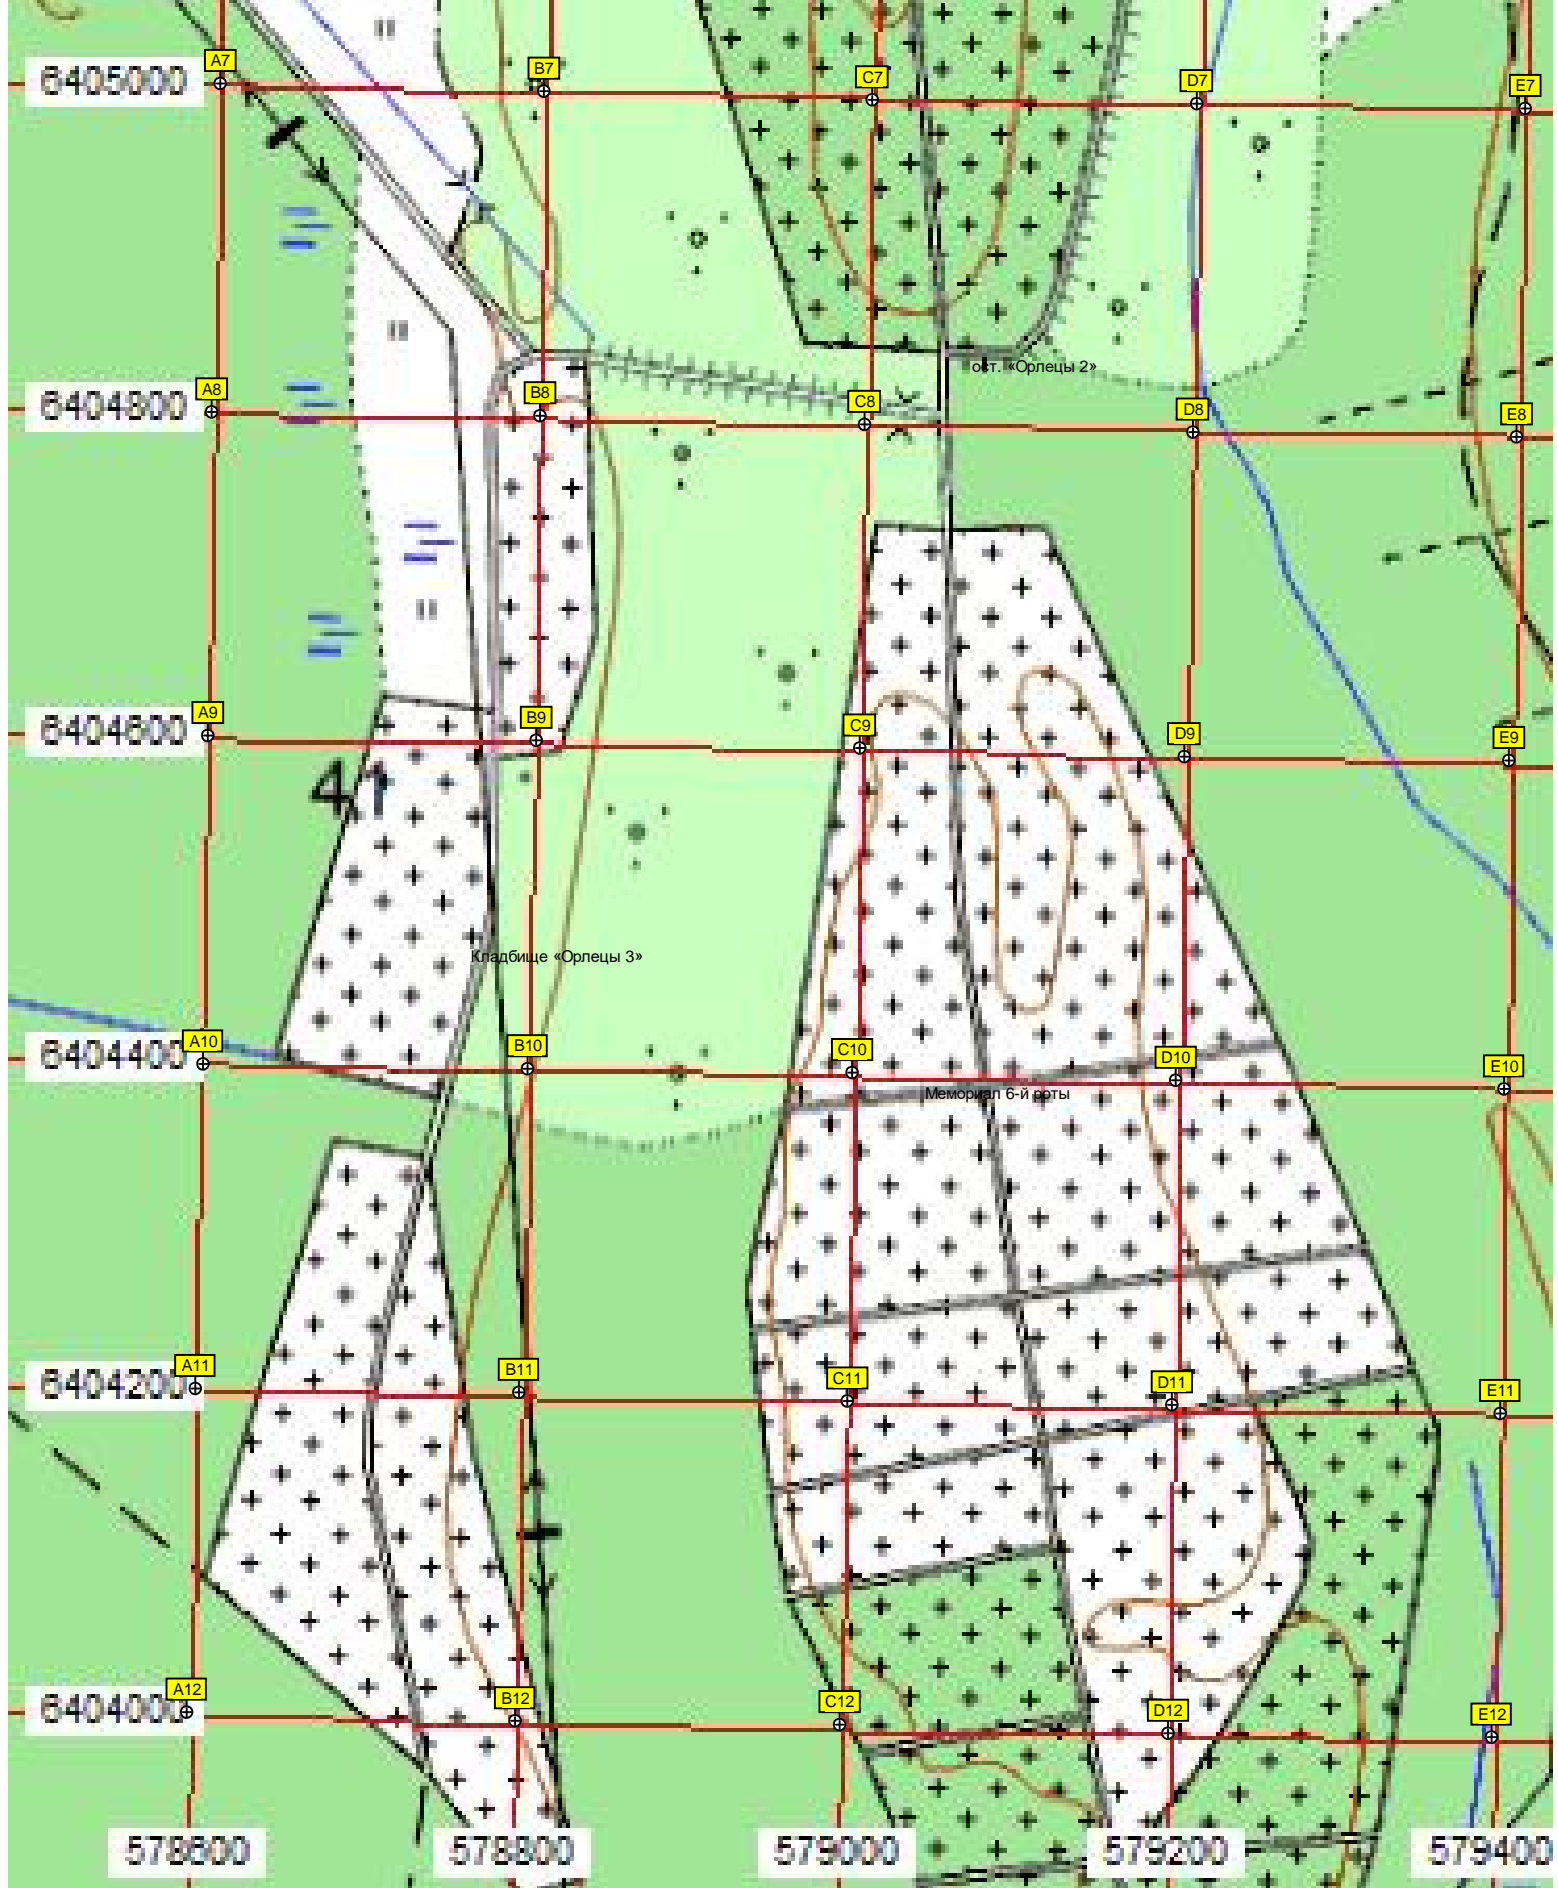 A7 B7 C7 D7 E7
6405000
ост. «Орлецы 2»
A8 B8 C8 D8 E8
6404800
A9 B9 C9 D9 E9
6404600
41
Кладбище «Орлецы 3»
A10 B10 C10 D10 E10
6404400
Мемориал 6-й роты
A11 B11 C11 D11 E11
6404200
A12 B12 C12 D12 E12
6404000
578600 578800 579000 579200 579400